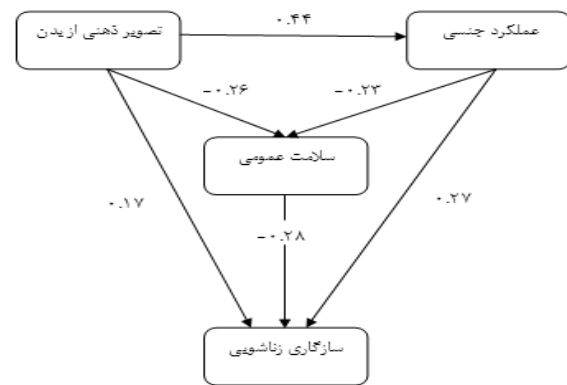 عملکرد جنسی
۰.۴۴
تصویر ذهنی از بدن
-۰.۲۳
-۰.۲۶
سلامت عمومی
۰.۲۷
-۰.۲۸
۰.۱۷
سازگاری زناشویی